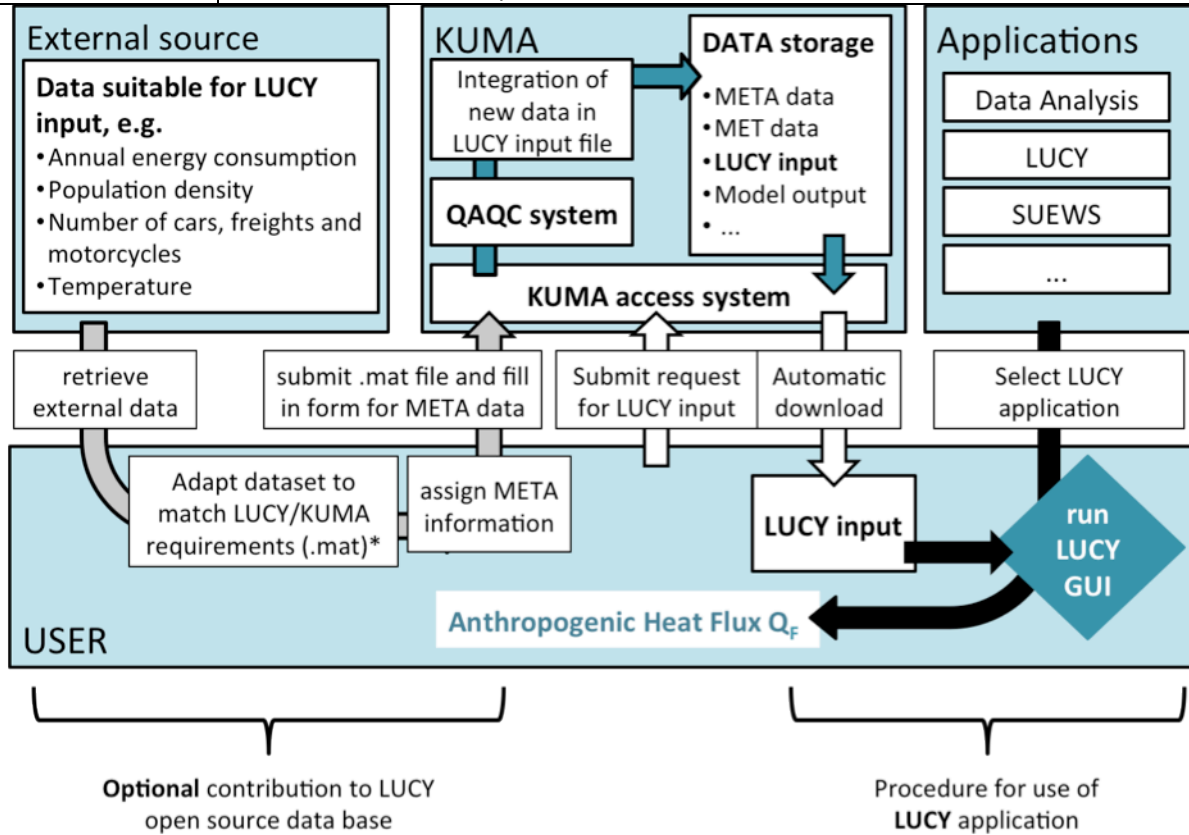 External source
Data suitable for LUCY
input, e.g.
•Annual energy consumption
•Population density
•Number of cars, freights and
motorcycles
•Temperature
KUMA
Integration of
new data in
LUCY input file
QAQC system
DATA storage
•META data
•MET data
•LUCY input
•Model output
• ...
KUMA access system
Applications
Data Analysis
LUCY
SUEWS
...
retrieve
external data
submit .mat file and fill
in form for META data
Submit request
for LUCY input
Automatic
download
Select LUCY
application
Adapt dataset to
match LUCY/KUMA
requirements (.mat)*
assign META
information
LUCY input
run
LUCY
GUI
Anthropogenic Heat Flux QF
USER
Optional contribution to LUCY
open source data base
Procedure for use of
LUCY application